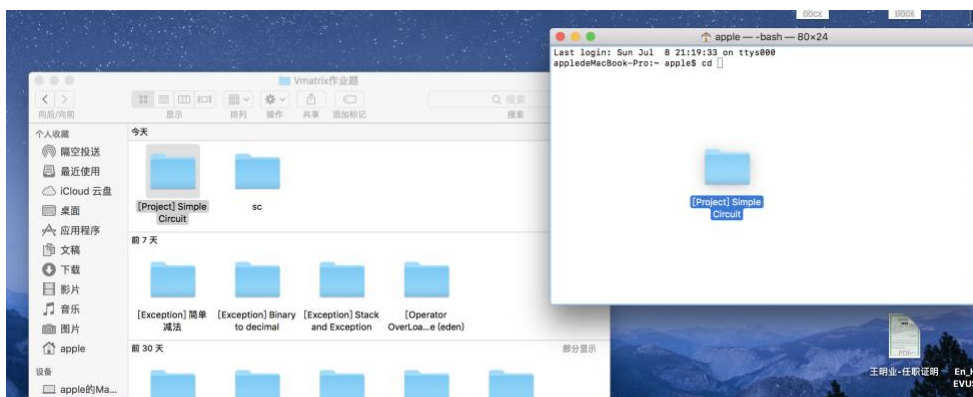 DOCX
DOCX
apple — -bash — 80×24
Last login: Sun Jul 8 21:19:33 on ttys000
appledeMacBook-Pro:~ apple$ cd
[Project] Simple
Circuit
Vmatrix作业题
搜索
向后/向前
显示
排列
操作
共享
添加标记
搜索
个人收藏
隔空投送
最近使用
iCloud 云盘
桌面
应用程序
文稿
下载
影片
音乐
图片
apple
设备
apple的Ma...
今天
[Project] Simple
Circuit
sc
前 7 天
[Exception] 简单
减法
[Exception] Binary
to decimal
[Exception] Stack
and Exception
[Operator
OverLoa...e (eden)
前 30 天
部分显示
PDF
王明业-任职证明
En_H
EVUS